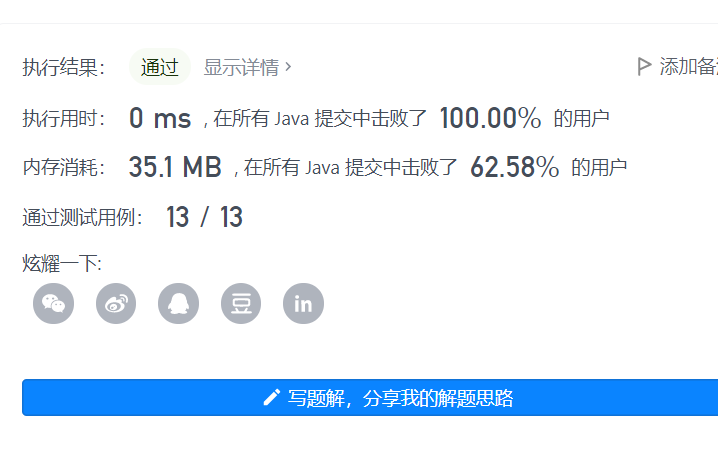 执行结果： 通过 显示详情 > 添加备
执行用时： 0 ms , 在所有 Java 提交中击败了 100.00% 的用户
内存消耗： 35.1 MB , 在所有 Java 提交中击败了 62.58% 的用户
通过测试用例： 13 / 13
炫耀一下:
豆 in
写题解，分享我的解题思路